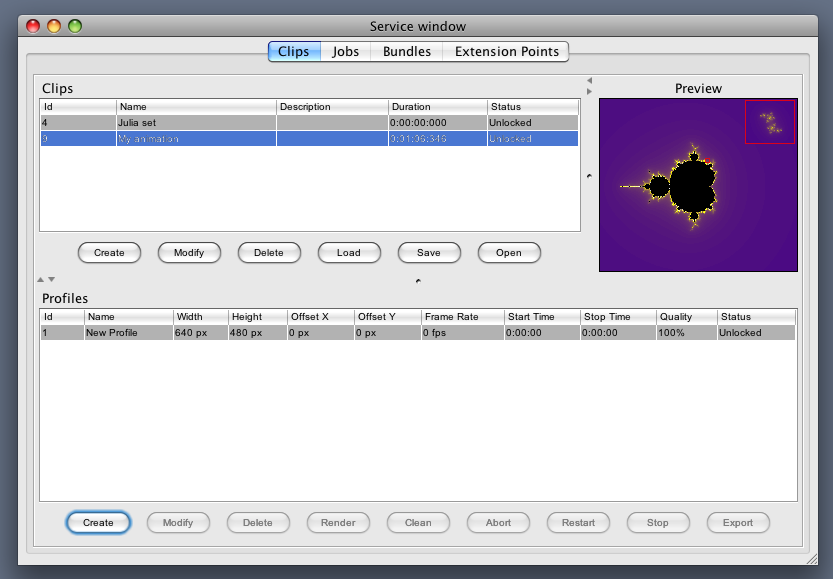 Service window
Clips Jobs Bundles Extension Points
Clips
Id Name Description Duration Status
4 Julia set 0:00:00:000 Unlocked
9 My animation 0:01:06:346 Unlocked
Create Modify Delete Load Save Open
Preview
Profiles
Id Name Width Height Offset X Offset Y Frame Rate Start Time Stop Time Quality Status
1 New Profile 640 px 480 px 0 px 0 px 0 fps 0:00:00 0:00:00 100% Unlocked
Create Modify Delete Render Clean Abort Restart Stop Export